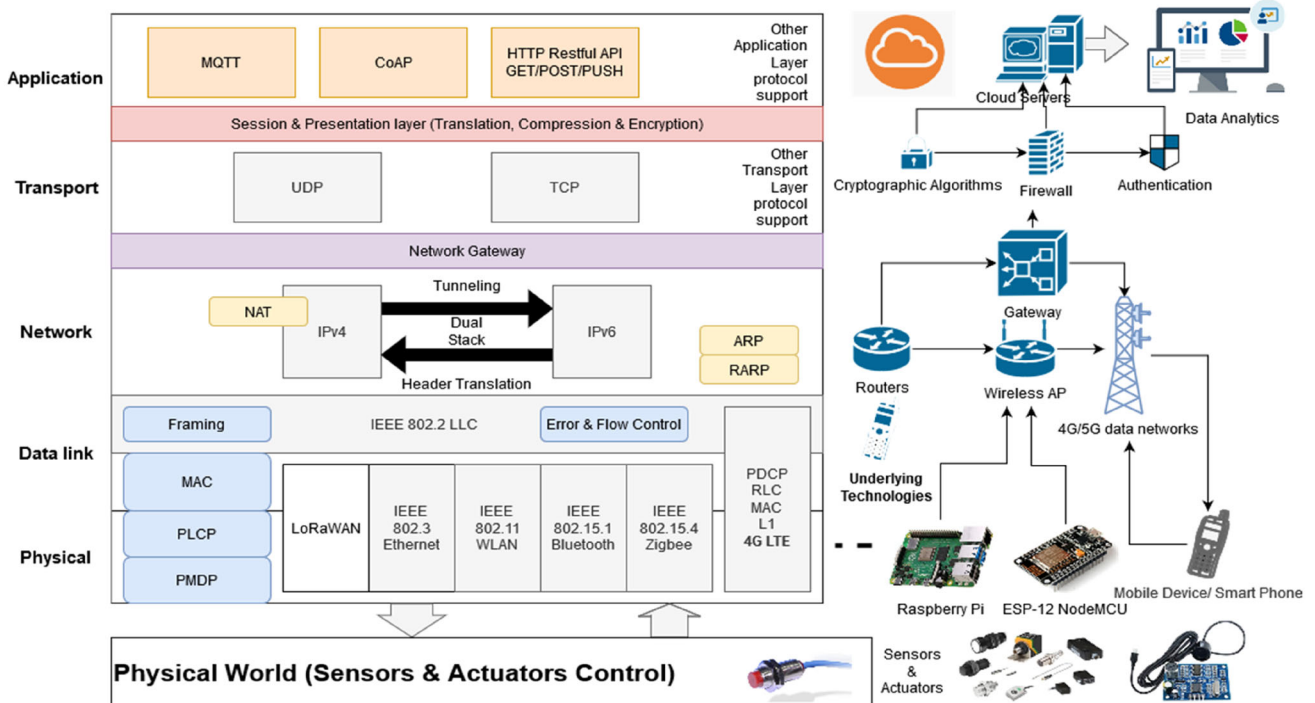 Application
MQTT
CoAP
HTTP Restful API
GET/POST/PUSH
Other
Application
Layer
protocol
support
Session & Presentation layer (Translation, Compression & Encryption)
Transport
UDP
TCP
Other
Transport
Layer
protocol
support
Network Gateway
Network
NAT
IPv4
Tunneling
Dual
Stack
Header Translation
IPv6
ARP
RARP
Data link
Framing
IEEE 802.2 LLC
Error & Flow Control
MAC
Physical
PLCP
PMDP
LoRaWAN
IEEE
802.3
Ethernet
IEEE
802.11
WLAN
IEEE
802.15.1
Bluetooth
IEEE
802.15.4
Zigbee
PDCP
RLC
MAC
L1
4G LTE
Physical World (Sensors & Actuators Control)
Cloud Servers
Data Analytics
Cryptographic Algorithms
Firewall
Authentication
Gateway
Routers
Wireless AP
4G/5G data networks
Underlying
Technologies
Raspberry Pi
ESP-12 NodeMCU
Mobile Device/ Smart Phone
Sensors
&
Actuators